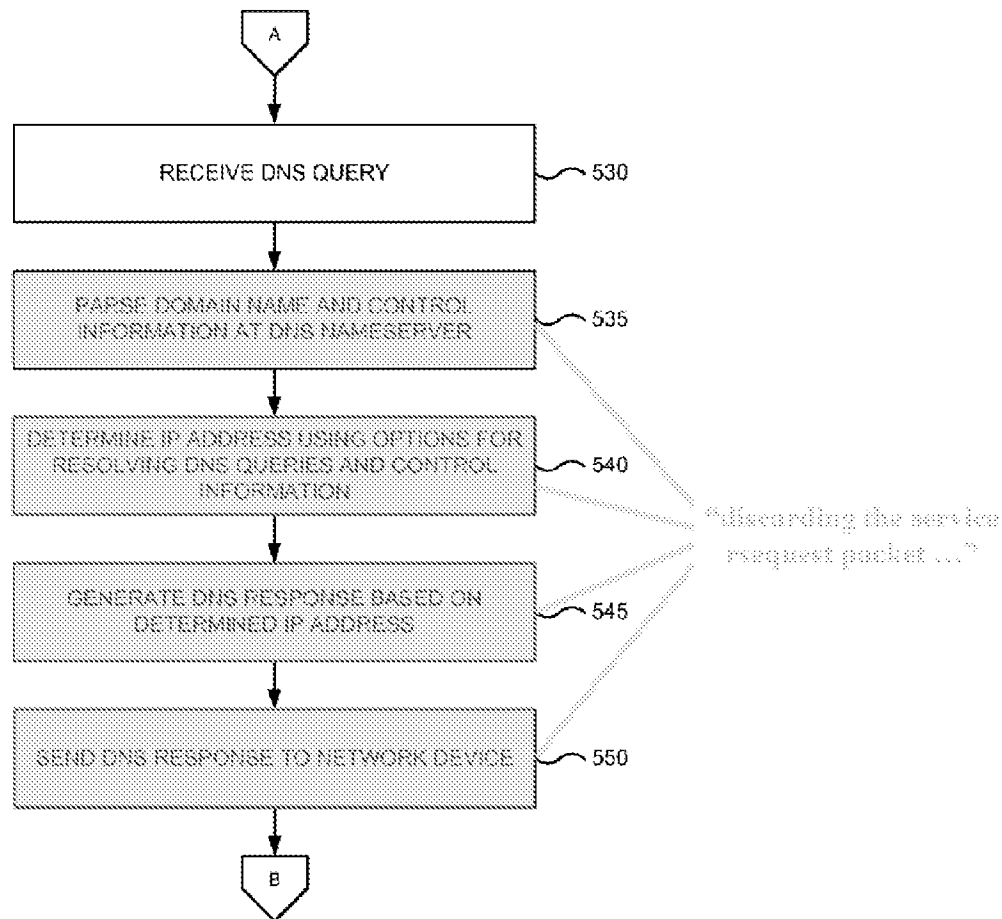 A
RECEIVE DNS QUERY
530
PARSE DOMAIN NAME AND CONTROL
INFORMATION AT DNS NAMESERVER
535
DETERMINE IP ADDRESS USING OPTIONS FOR
RESOLVING DNS QUERIES AND CONTROL
INFORMATION
540
"discarding the service
request packet …"
GENERATE DNS RESPONSE BASED ON
DETERMINED IP ADDRESS
545
SEND DNS RESPONSE TO NETWORK DEVICE
550
B